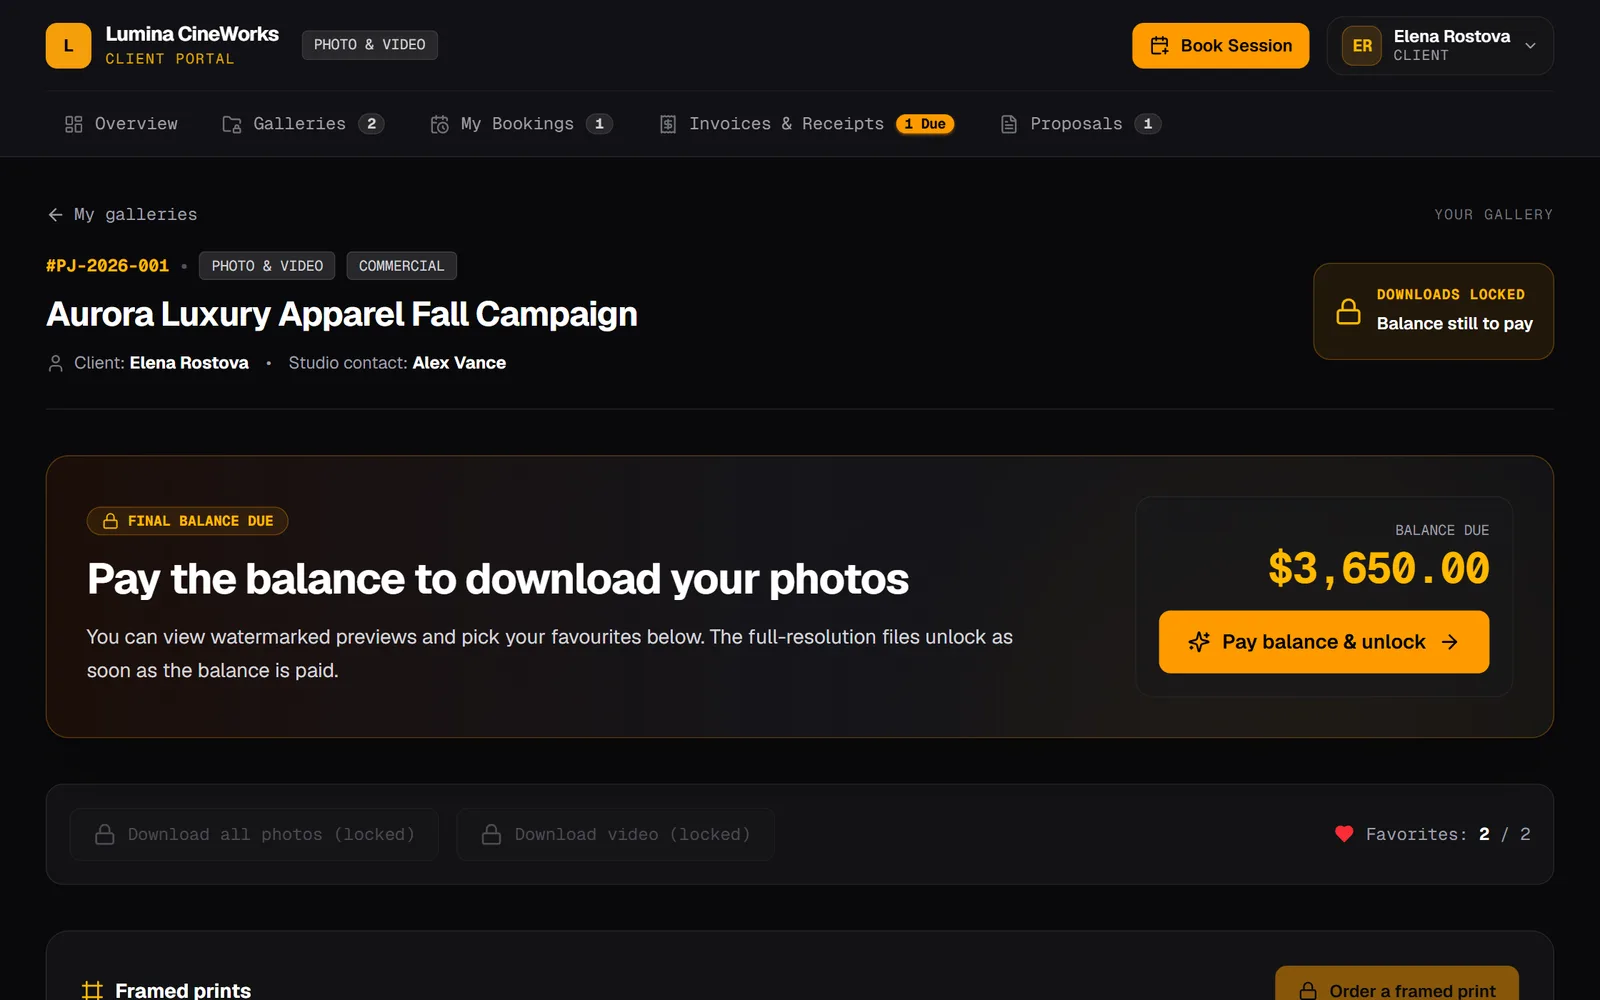 L
Lumina CineWorks
CLIENT PORTAL
PHOTO & VIDEO
Book Session
ER
Elena Rostova
CLIENT
Overview
Galleries 2
My Bookings 1
Invoices & Receipts 1 Due
Proposals 1
My galleries
YOUR GALLERY
#PJ-2026-001 • PHOTO & VIDEO COMMERCIAL
Aurora Luxury Apparel Fall Campaign
Client: Elena Rostova • Studio contact: Alex Vance
DOWNLOADS LOCKED
Balance still to pay
FINAL BALANCE DUE
Pay the balance to download your photos
You can view watermarked previews and pick your favourites below. The full-resolution files unlock as
soon as the balance is paid.
BALANCE DUE
$3,650.00
Pay balance & unlock
Download all photos (locked)
Download video (locked)
Favorites: 2 / 2
Framed prints
Order a framed print